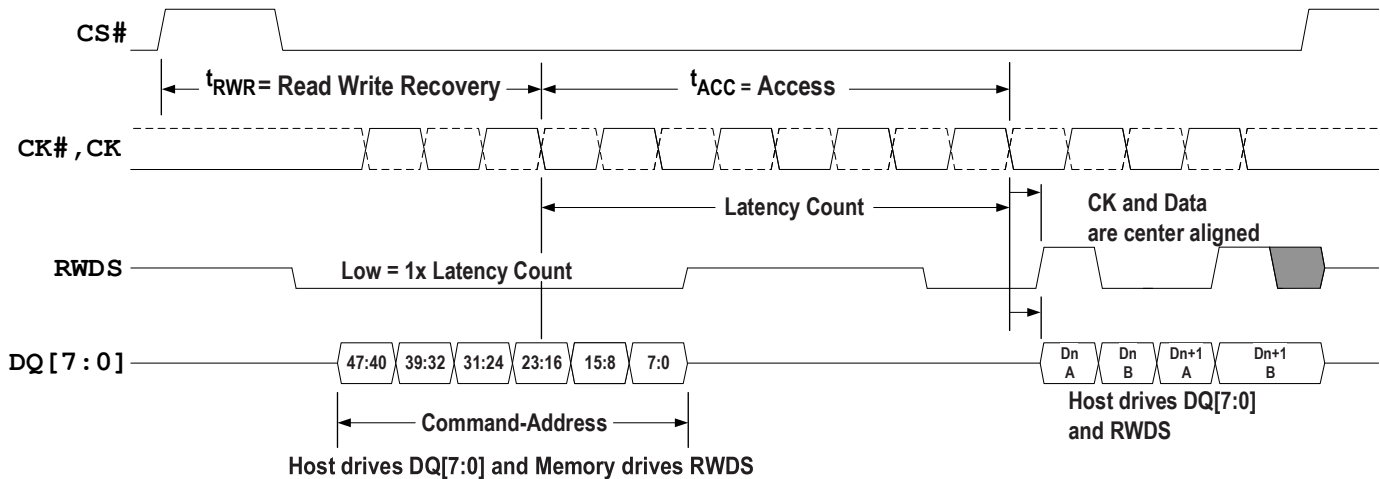 CS#
tRWR = Read Write Recovery
tACC = Access
CK#,CK
Latency Count
CK and Data
are center aligned
RWDS
Low = 1x Latency Count
DQ[7:0]
47:40 39:32 31:24 23:16 15:8 7:0
Dn
A
Dn
B
Dn+1
A
Dn+1
B
Command-Address
Host drives DQ[7:0]
and RWDS
Host drives DQ[7:0] and Memory drives RWDS